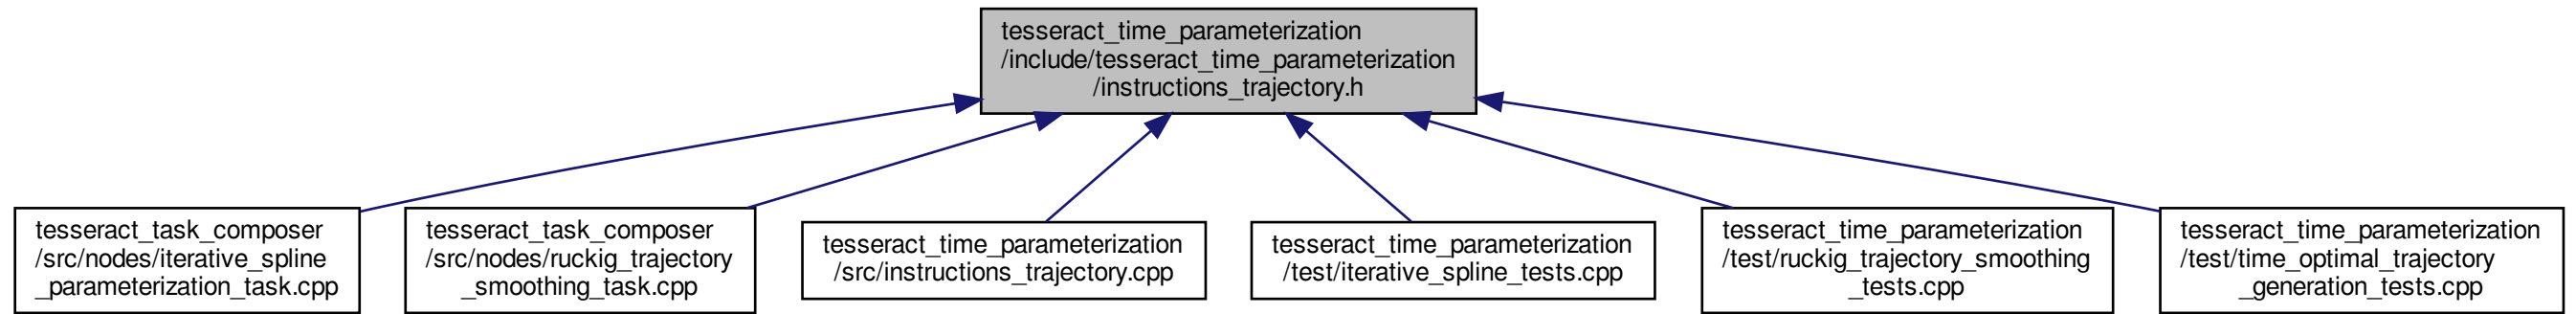 tesseract_time_parameterization
/include/tesseract_time_parameterization
/instructions_trajectory.h
tesseract_task_composer
/src/nodes/iterative_spline
_parameterization_task.cpp
tesseract_task_composer
/src/nodes/ruckig_trajectory
_smoothing_task.cpp
tesseract_time_parameterization
/src/instructions_trajectory.cpp
tesseract_time_parameterization
/test/iterative_spline_tests.cpp
tesseract_time_parameterization
/test/ruckig_trajectory_smoothing
_tests.cpp
tesseract_time_parameterization
/test/time_optimal_trajectory
_generation_tests.cpp